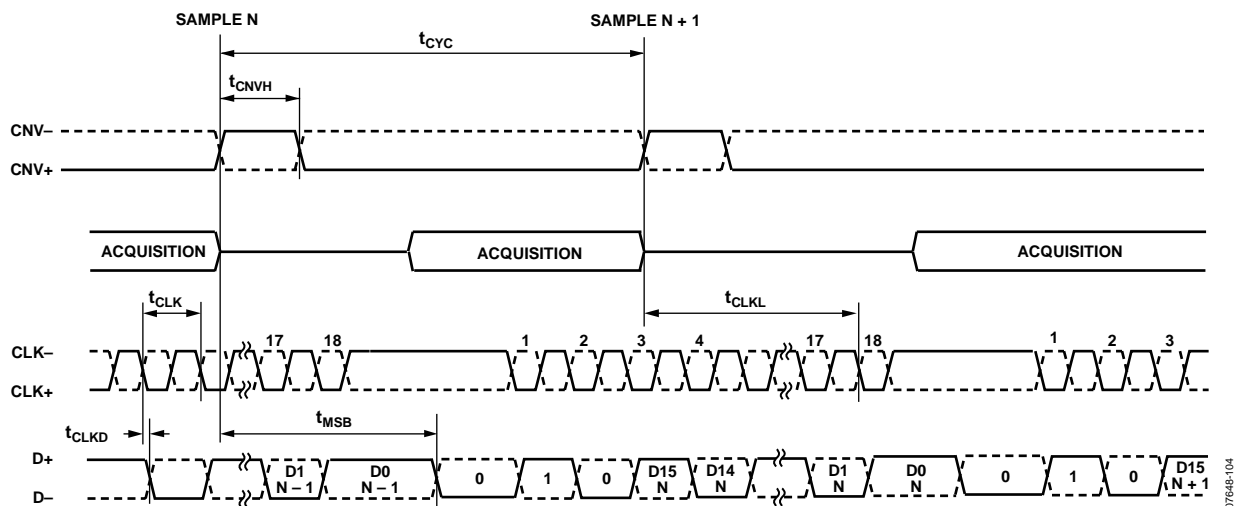 SAMPLE N
SAMPLE N + 1
tCYC
tCNVH
CNV–
CNV+
ACQUISITION
ACQUISITION
ACQUISITION
tCLK
tCLKL
CLK–
17 18 1 2 3 4 17 18 1 2 3
CLK+
tCLKD
tMSB
D+
D1 N – 1
D0 N – 1
0
1
0
D15 N
D14 N
D1 N
D0 N
0
1
0
D15 N + 1
D–
07648-104